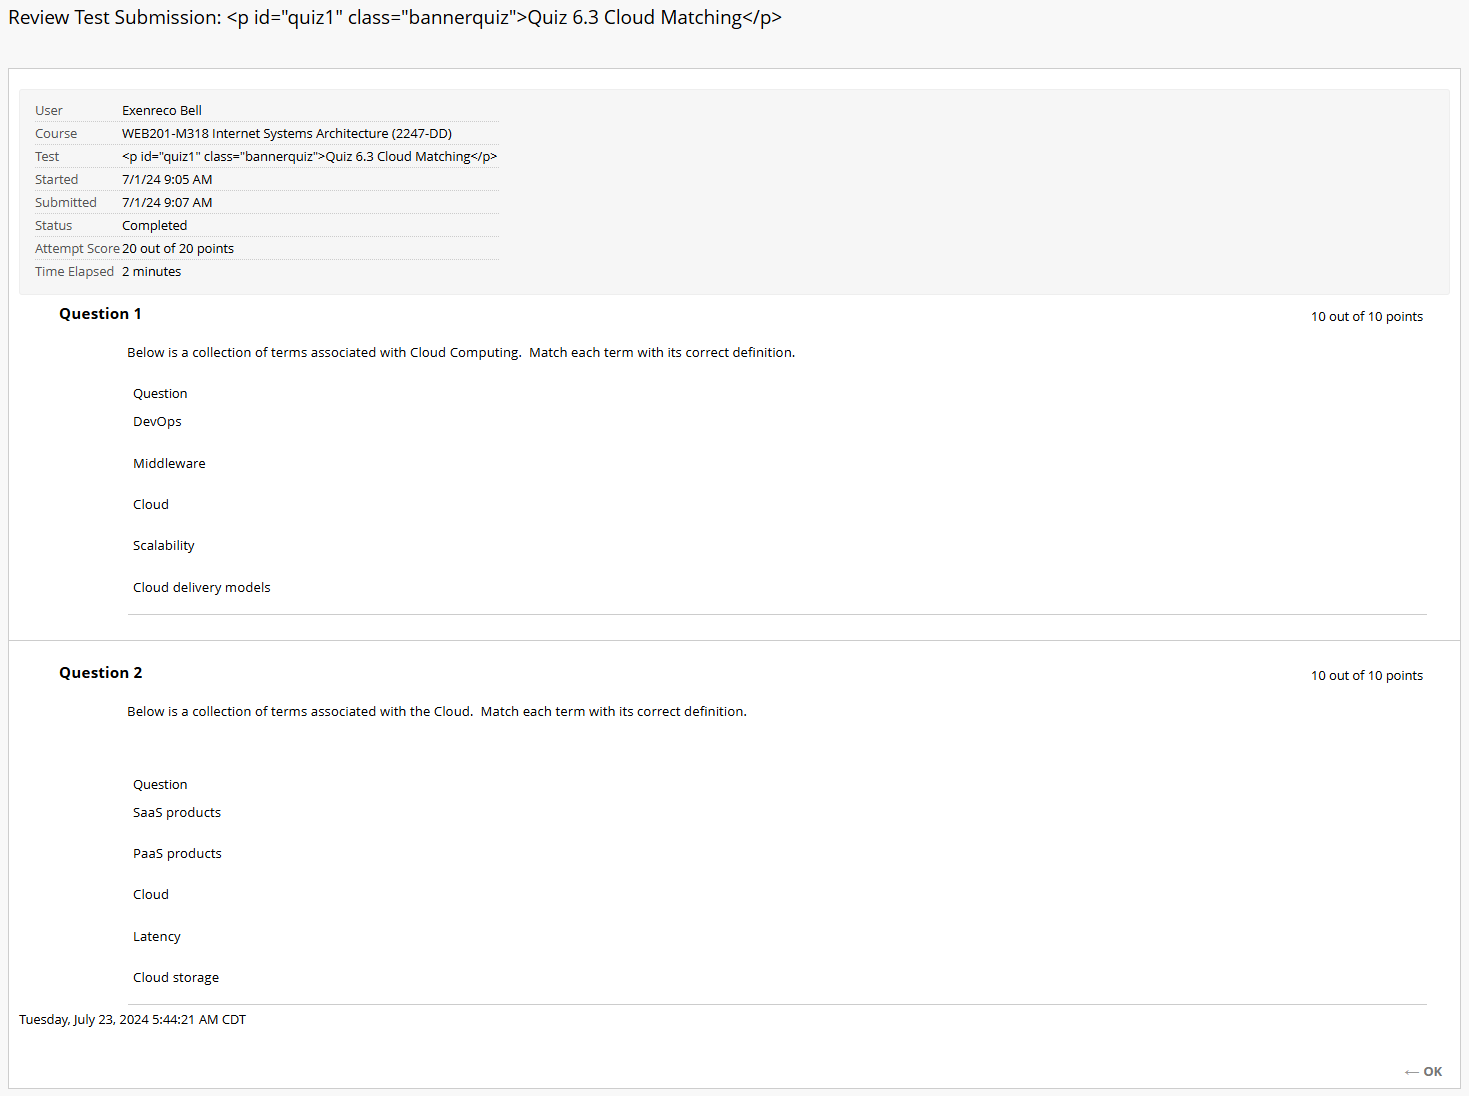 Review Test Submission: <p id="quiz1" class="bannerquiz">Quiz 6.3 Cloud Matching</p>
User Exenreco Bell
Course WEB201-M318 Internet Systems Architecture (2247-DD)
Test <p id="quiz1" class="bannerquiz">Quiz 6.3 Cloud Matching</p>
Started 7/1/24 9:05 AM
Submitted 7/1/24 9:07 AM
Status Completed
Attempt Score 20 out of 20 points
Time Elapsed 2 minutes
Question 1 10 out of 10 points
Below is a collection of terms associated with Cloud Computing.  Match each term with its correct definition.
Question
DevOps
Middleware
Cloud
Scalability
Cloud delivery models
Question 2 10 out of 10 points
Below is a collection of terms associated with the Cloud.  Match each term with its correct definition.
Question
SaaS products
PaaS products
Cloud
Latency
Cloud storage
Tuesday, July 23, 2024 5:44:21 AM CDT
← OK